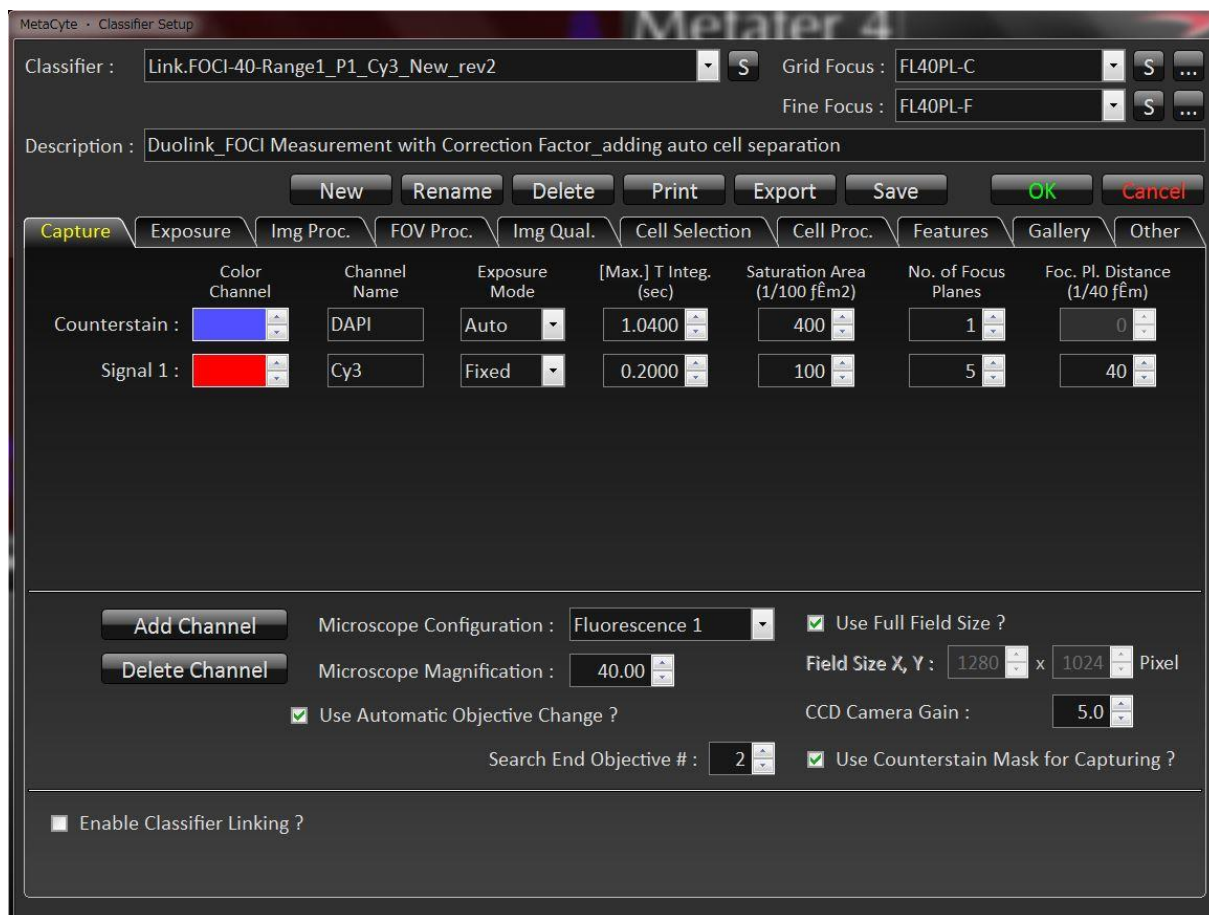 Metafer 4
MetaCyte - Classifier Setup
Classifier : Link.FOCI-40-Range1_P1_Cy3_New_rev2 S Grid Focus : FL40PL-C S ...
Fine Focus : FL40PL-F S ...
Description : Duolink_FOCI Measurement with Correction Factor_adding auto cell separation
New Rename Delete Print Export Save OK Cancel
Capture Exposure Img Proc. FOV Proc. Img Qual. Cell Selection Cell Proc. Features Gallery Other
Color Channel Exposure [Max.] T Integ. Saturation Area No. of Focus Foc. Pl. Distance
Channel Name Mode (sec) (1/100 ƒÊm2) Planes (1/40 ƒÊm)
Counterstain : DAPI Auto 1.0400 400 1 0
Signal 1 : Cy3 Fixed 0.2000 100 5 40
Add Channel Microscope Configuration : Fluorescence 1 Use Full Field Size ?
Delete Channel Microscope Magnification : 40.00 Field Size X, Y : 1280 x 1024 Pixel
Use Automatic Objective Change ? CCD Camera Gain : 5.0
Search End Objective # : 2 Use Counterstain Mask for Capturing ?
Enable Classifier Linking ?